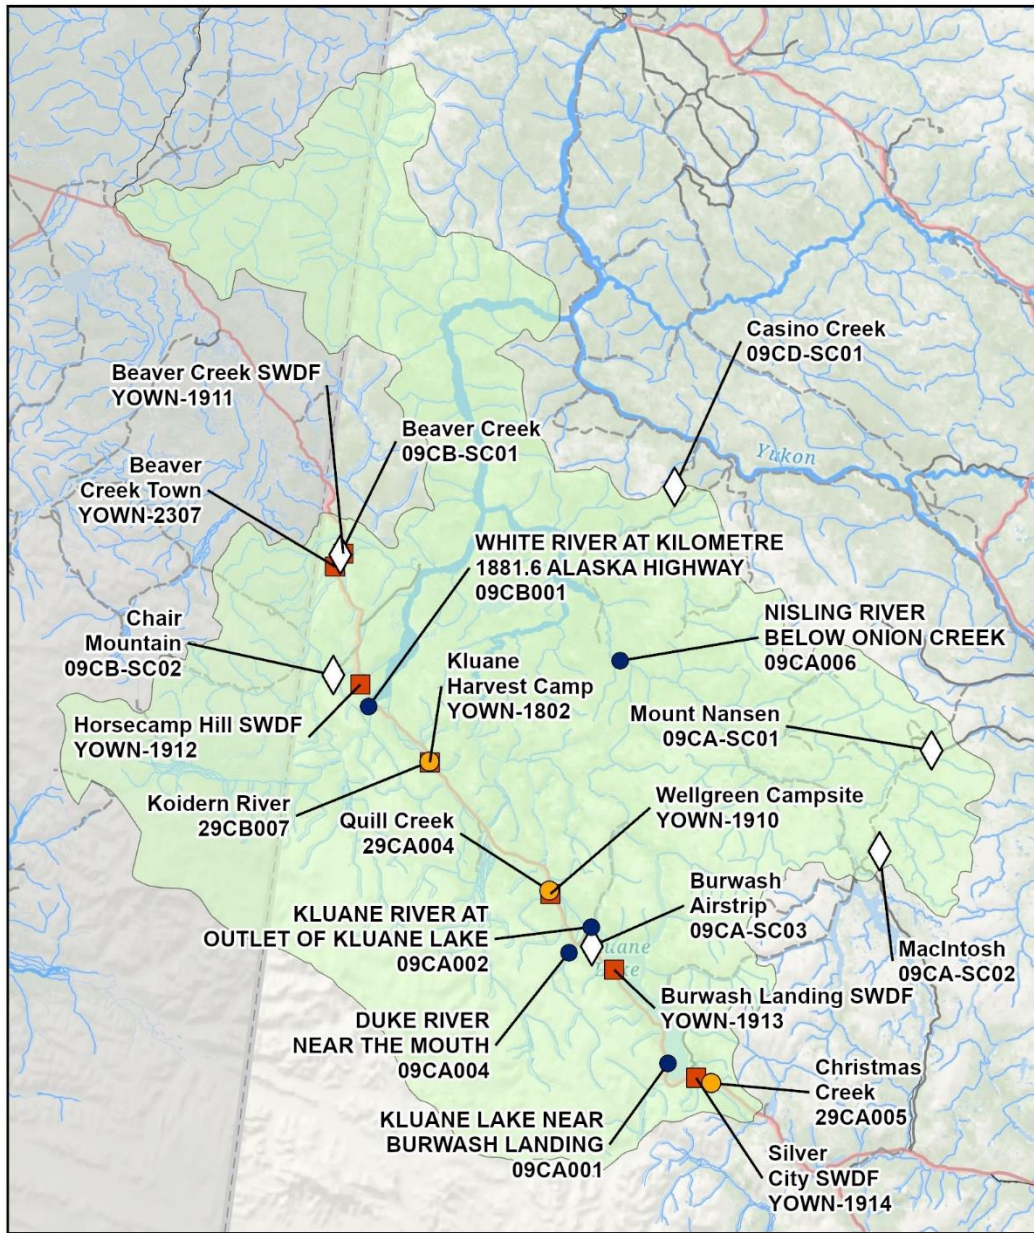 Casino Creek
09CD-SC01
Beaver Creek SWDF
YOWN-1911
Beaver Creek
09CB-SC01
Yukon
Beaver
Creek Town
YOWN-2307
WHITE RIVER AT KILOMETRE
1881.6 ALASKA HIGHWAY
09CB001
Chair
Mountain
09CB-SC02
NISLING RIVER
BELOW ONION CREEK
09CA006
Kluane
Harvest Camp
YOWN-1802
Horsecamp Hill SWDF
YOWN-1912
Mount Nansen
09CA-SC01
Koidern River
29CB007
Wellgreen Campsite
YOWN-1910
Quill Creek
29CA004
Burwash
Airstrip
09CA-SC03
KLUANE RIVER AT
OUTLET OF KLUANE LAKE
09CA002
MacIntosh
09CA-SC02
Burwash Landing SWDF
YOWN-1913
DUKE RIVER
NEAR THE MOUTH
09CA004
Christmas
Creek
29CA005
KLUANE LAKE NEAR
BURWASH LANDING
09CA001
Silver
City SWDF
YOWN-1914